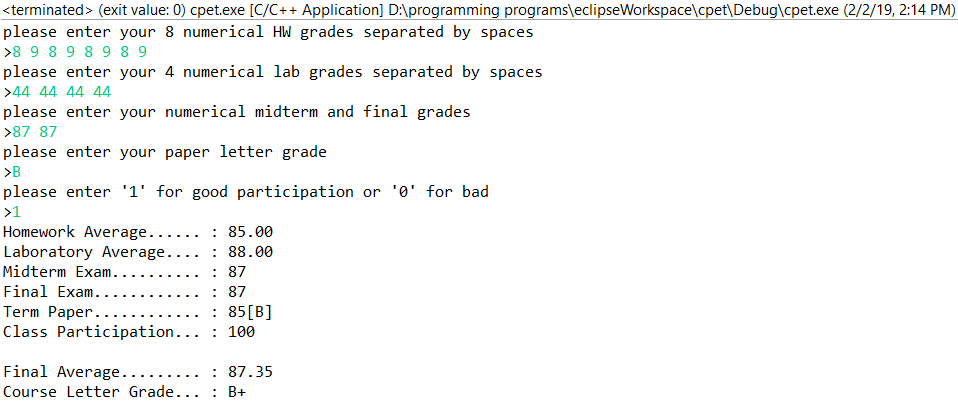 <terminated> (exit value: 0) cpet.exe [C/C++ Application] D:\programming programs\eclipseWorkspace\cpet\Debug\cpet.exe (2/2/19, 2:14 PM)
please enter your 8 numerical HW grades separated by spaces
>8 9 8 9 8 9 8 9
please enter your 4 numerical lab grades separated by spaces
>44 44 44 44
please enter your numerical midterm and final grades
>87 87
please enter your paper letter grade
>B
please enter '1' for good participation or '0' for bad
>1
Homework Average...... : 85.00
Laboratory Average.... : 88.00
Midterm Exam.......... : 87
Final Exam............ : 87
Term Paper............ : 85[B]
Class Participation... : 100
Final Average......... : 87.35
Course Letter Grade... : B+